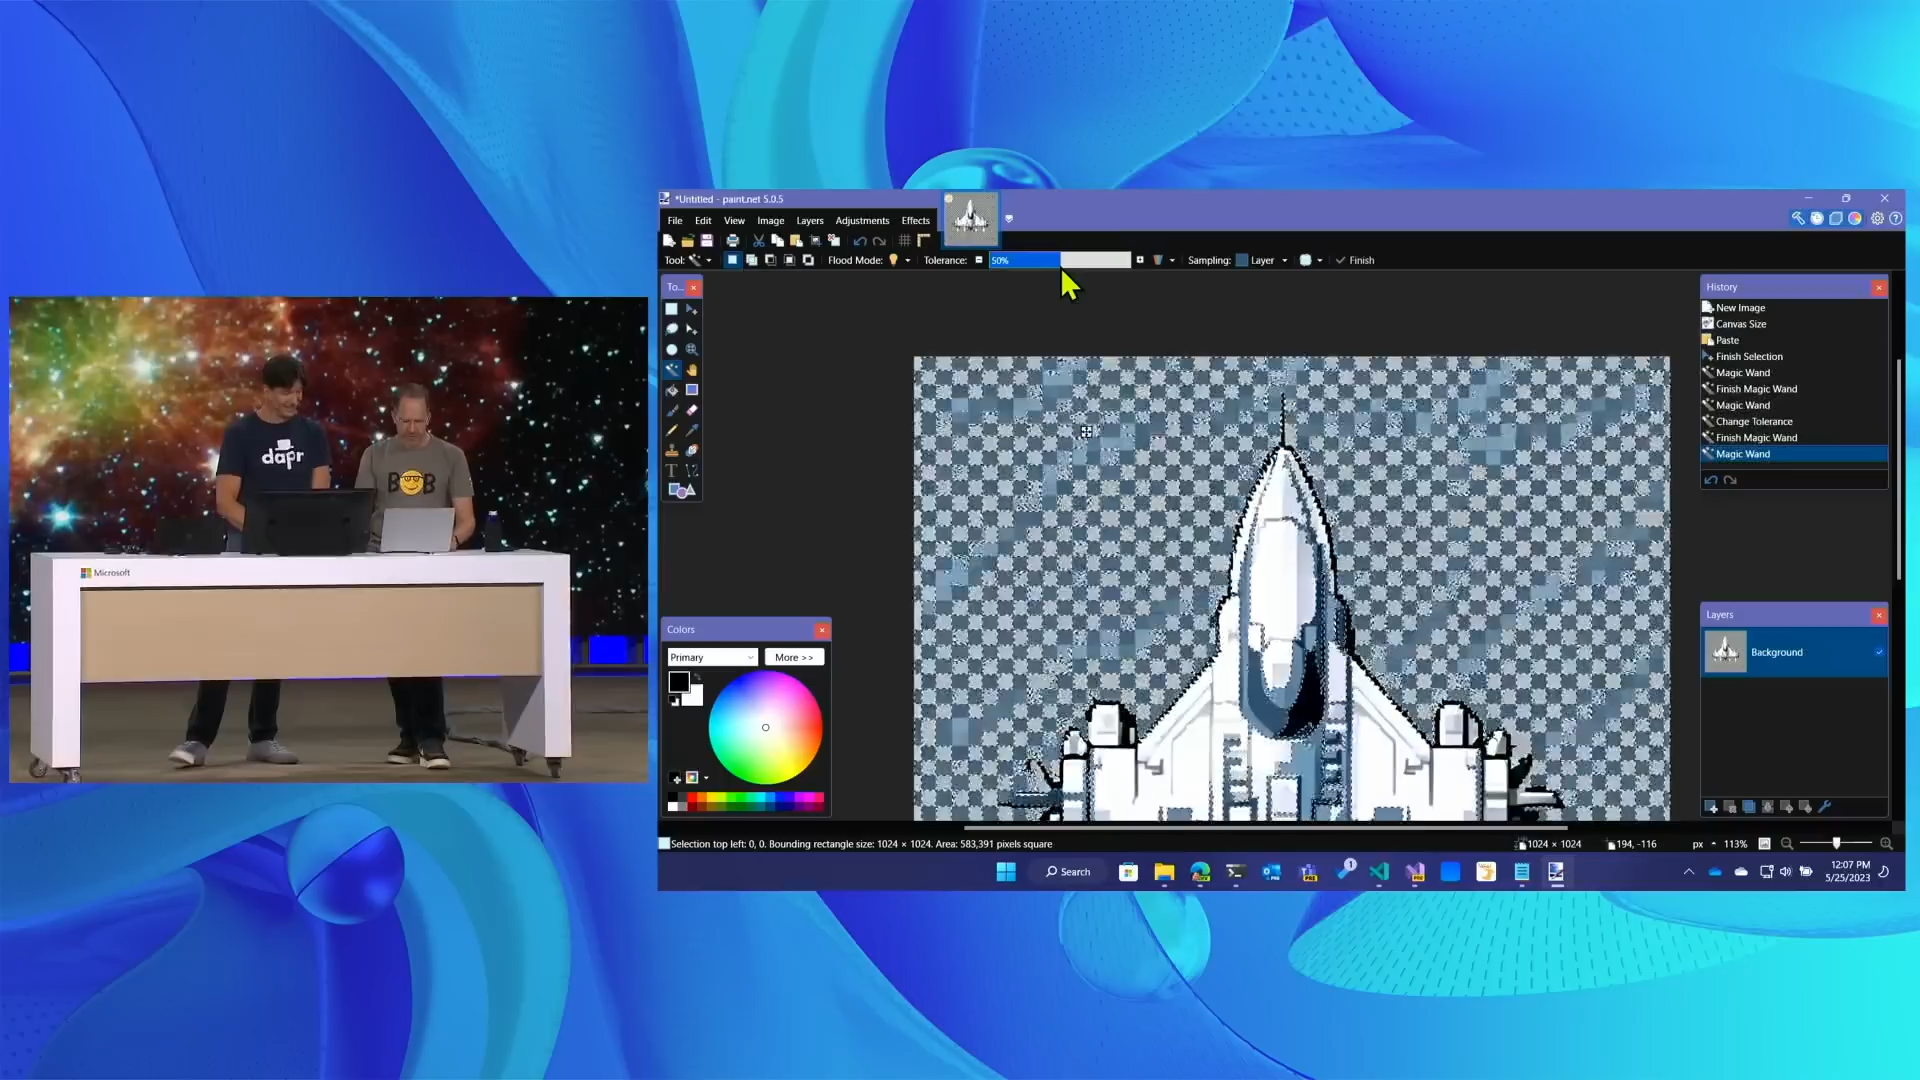 *Untitled - paint.net 5.0.5
File Edit View Image Layers Adjustments Effects
Tool: Flood Mode: Tolerance: 50% Sampling: Layer Finish
To...
History
New Image
Canvas Size
Paste
Finish Selection
Magic Wand
Finish Magic Wand
Magic Wand
Change Tolerance
Finish Magic Wand
Magic Wand
dapr
BOB
Microsoft
Colors
Primary More >>
Layers
Background
Selection top left: 0, 0. Bounding rectangle size: 1024 × 1024. Area: 583,391 pixels square
1024 × 1024 194, -116 px 113%
Search
1
12:07 PM
5/25/2023